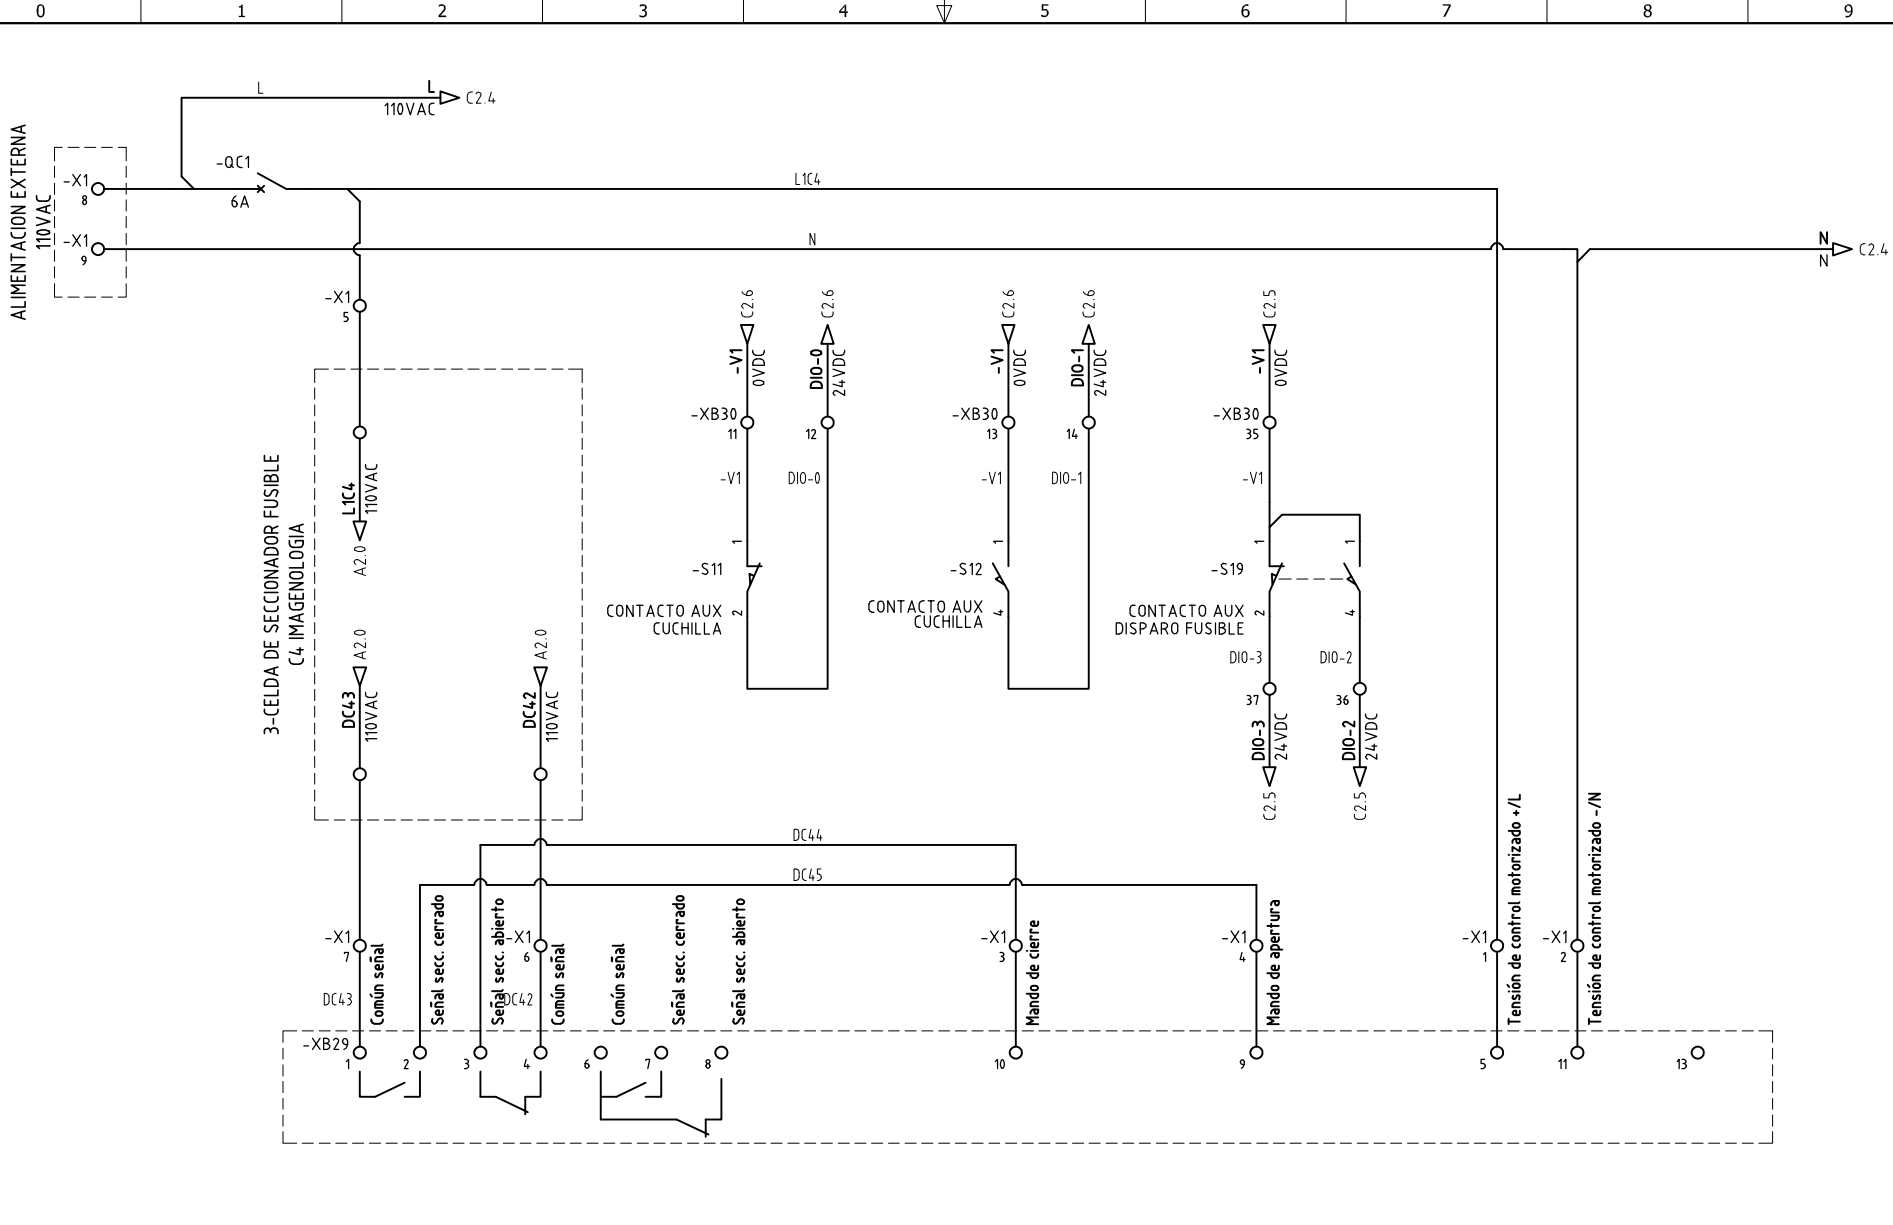 0 1 2 3 4 5 6 7 8 9
L
L
110VAC
C2.4
ALIMENTACION EXTERNA
110VAC
-X1
8
-QC1
6A
L1C4
-X1
9
N
N
N
C2.4
-X1
5
3-CELDA DE SECCIONADOR FUSIBLE
C4 IMAGENOLOGIA
L1C4
110VAC
A2.0
A2.0
DC43
110VAC
A2.0
DC42
110VAC
C2.6
-V1
0VDC
-XB30
11
-V1
1
-S11
CONTACTO AUX
CUCHILLA
2
C2.6
DI0-0
24VDC
12
DI0-0
C2.6
-V1
0VDC
-XB30
13
-V1
1
-S12
CONTACTO AUX
CUCHILLA
4
C2.6
DI0-1
24VDC
14
DI0-1
C2.5
-V1
0VDC
-XB30
35
-V1
1
1
-S19
CONTACTO AUX
DISPARO FUSIBLE
2
4
DI0-3
DI0-2
37
36
DI0-3
24VDC
C2.5
DI0-2
24VDC
C2.5
DC44
DC45
-X1
7
DC43
Común señal
Señal secc. cerrado
Señal secc. abierto
-X1
6
DC42
Común señal
Común señal
Señal secc. cerrado
Señal secc. abierto
-X1
3
Mando de cierre
-X1
4
Mando de apertura
-X1
1
Tensión de control motorizado +/L
-X1
2
Tensión de control motorizado -/N
-XB29
1 2 3 4 6 7 8 10 9 5 11 13